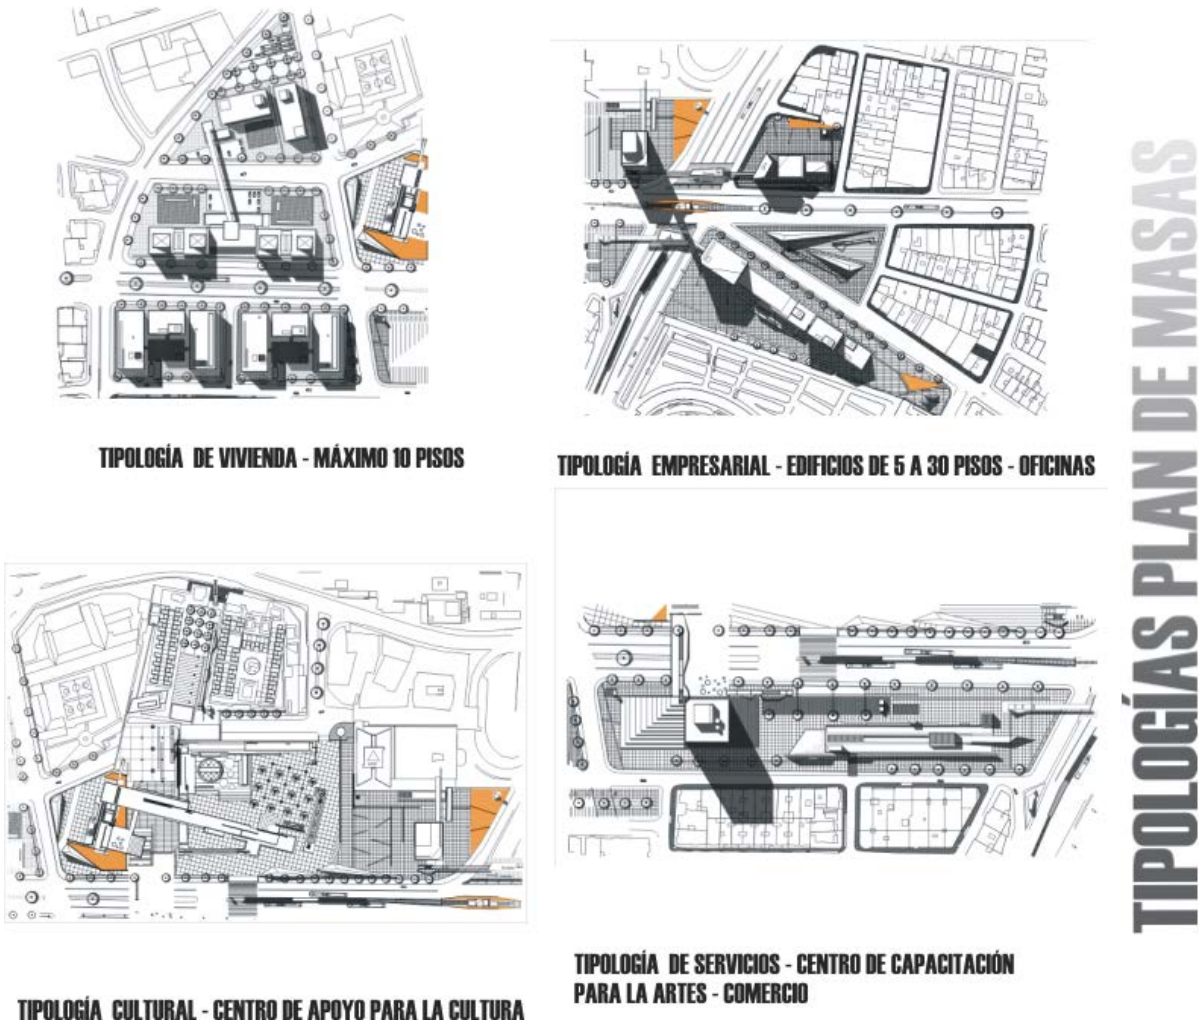 TIPOLOGÍA DE VIVIENDA - MÁXIMO 10 PISOS
TIPOLOGÍA EMPRESARIAL - EDIFICIOS DE 5 A 30 PISOS - OFICINAS
TIPOLOGÍA CULTURAL - CENTRO DE APOYO PARA LA CULTURA
TIPOLOGÍA DE SERVICIOS - CENTRO DE CAPACITACIÓN
PARA LA ARTES - COMERCIO
TIPOLOGÍAS PLAN DE MASAS